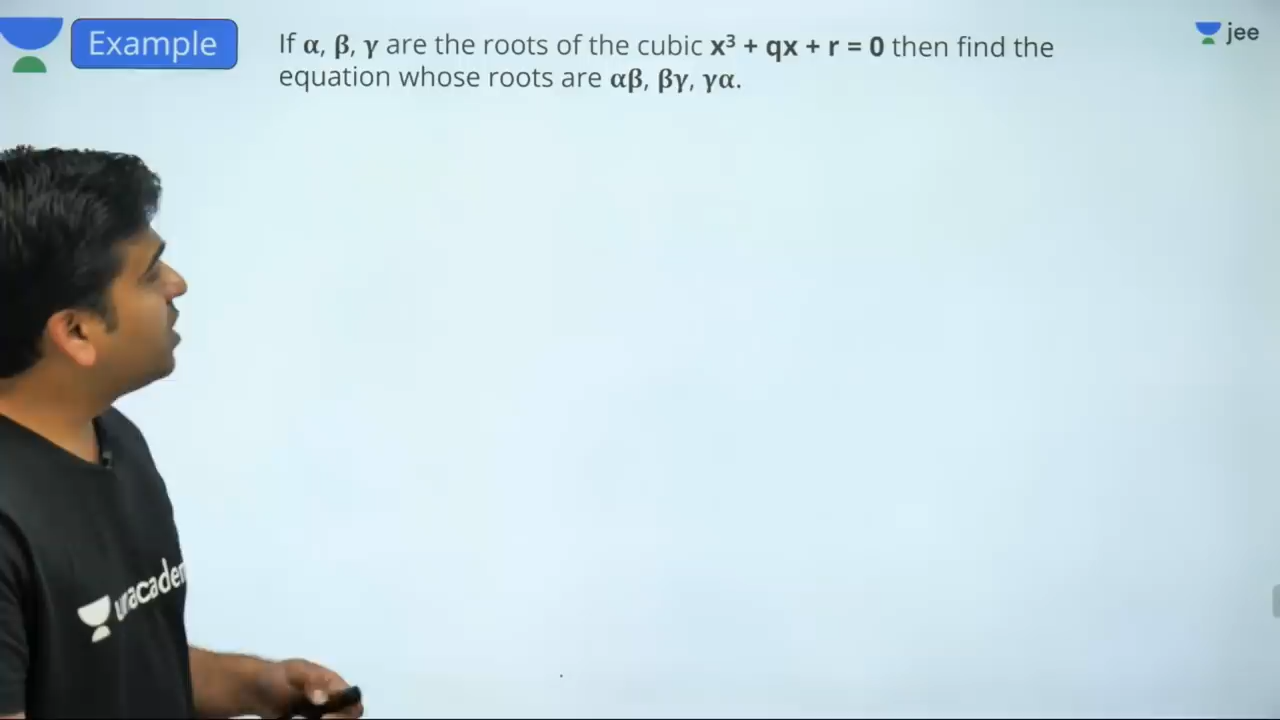 Example
If α, β, γ are the roots of the cubic x³ + qx + r = 0 then find the
equation whose roots are αβ, βγ, γα.
jee
unacadem